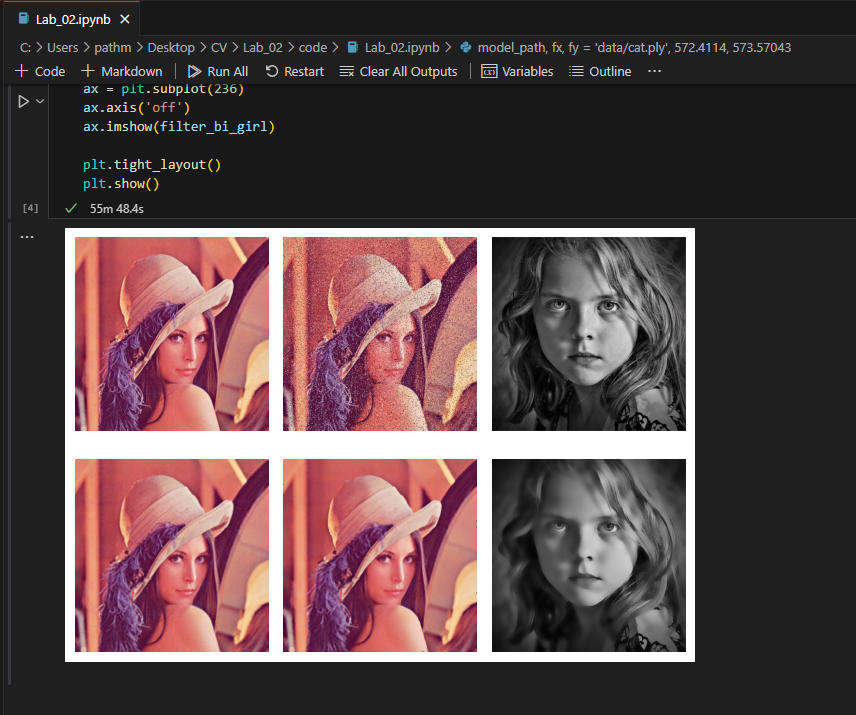 Lab_02.ipynb
C: > Users > pathm > Desktop > CV > Lab_02 > code > Lab_02.ipynb > model_path, fx, fy = 'data/cat.ply', 572.4114, 573.57043
+ Code + Markdown | Run All Restart Clear All Outputs | Variables Outline ...
ax = plt.subplot(236)
ax.axis('off')
ax.imshow(filter_bi_girl)
plt.tight_layout()
plt.show()
[4] 55m 48.4s
...